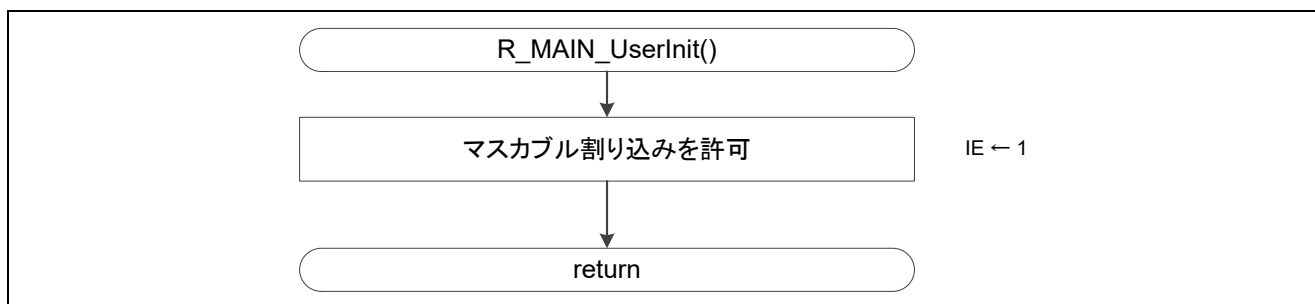 R_MAIN_UserInit()
マスカブル割り込みを許可
IE ← 1
return